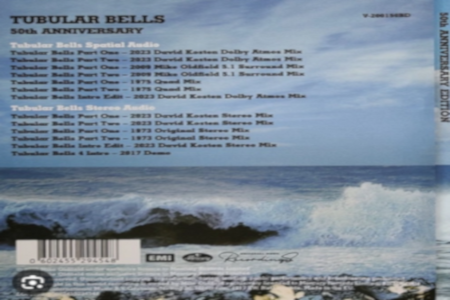 TUBULAR BELLS
50th ANNIVERSARY
V-2001969BD
Tubular Bells Spatial Audio
Tubular Bells Part One - 2023 David Kosten Dolby Atmos Mix
Tubular Bells Part Two - 2023 David Kosten Dolby Atmos Mix
Tubular Bells Part One - 2009 Mike Oldfield 5.1 Surround Mix
Tubular Bells Part Two - 2009 Mike Oldfield 5.1 Surround Mix
Tubular Bells Part One - 1975 Quad Mix
Tubular Bells Part Two - 1975 Quad Mix
Tubular Bells Intro Edit - 2023 David Kosten Dolby Atmos Mix
Tubular Bells Stereo Audio
Tubular Bells Part One - 2023 David Kosten Stereo Mix
Tubular Bells Part Two - 2023 David Kosten Stereo Mix
Tubular Bells Part One - 1973 Original Stereo Mix
Tubular Bells Part Two - 1973 Original Stereo Mix
Tubular Bells Intro Edit - 2023 David Kosten Stereo Mix
Tubular Bells 4 Intro - 2017 Demo
50th ANNIVERSARY EDITION
0 602455 294548
EMI
Recordings